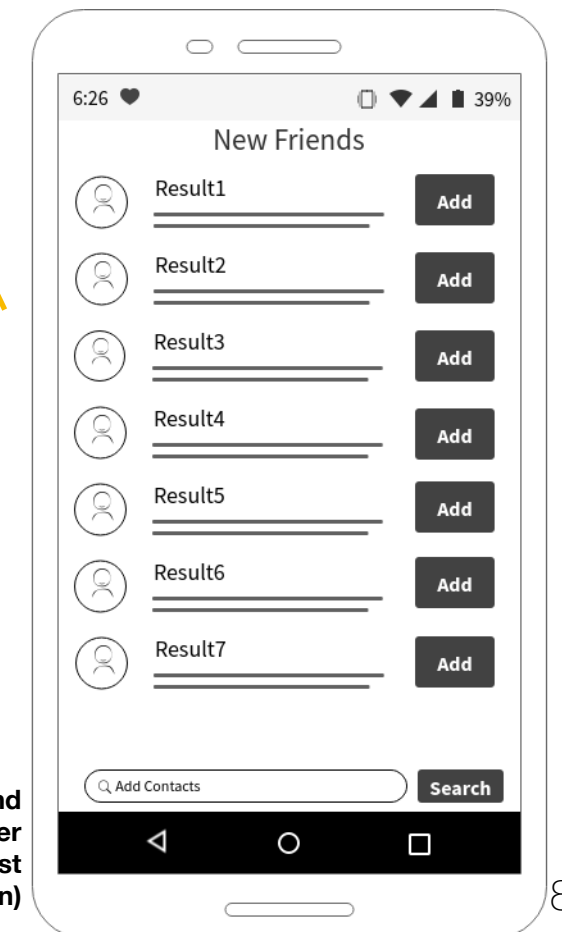 6:26
39%
New Friends
Result1
Add
Result2
Add
Result3
Add
Result4
Add
Result5
Add
Result6
Add
Result7
Add
Add Contacts
Search